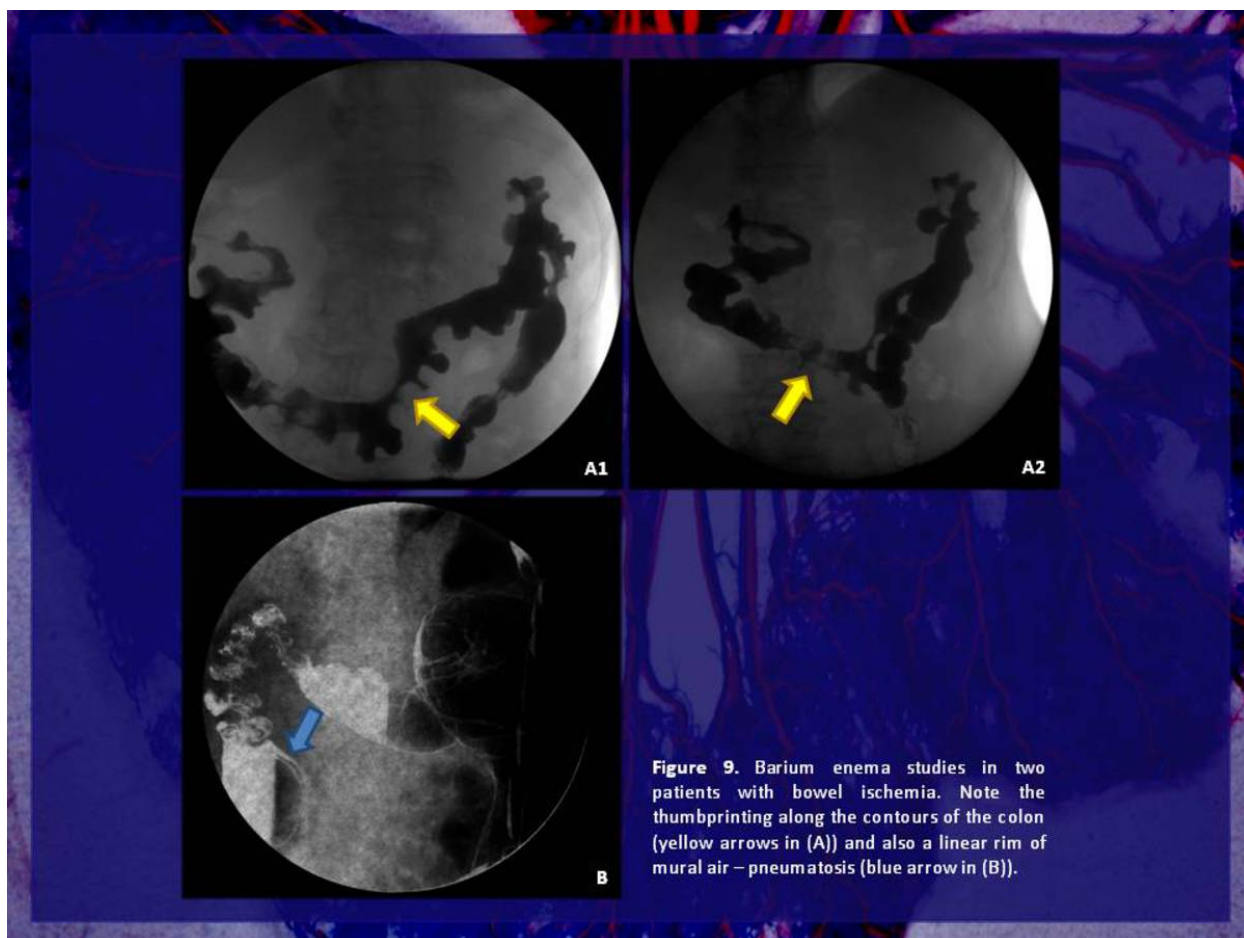 A1
A2
B
Figure 9. Barium enema studies in two
patients with bowel ischemia. Note the
thumbprinting along the contours of the colon
(yellow arrows in (A)) and also a linear rim of
mural air – pneumatosis (blue arrow in (B)).